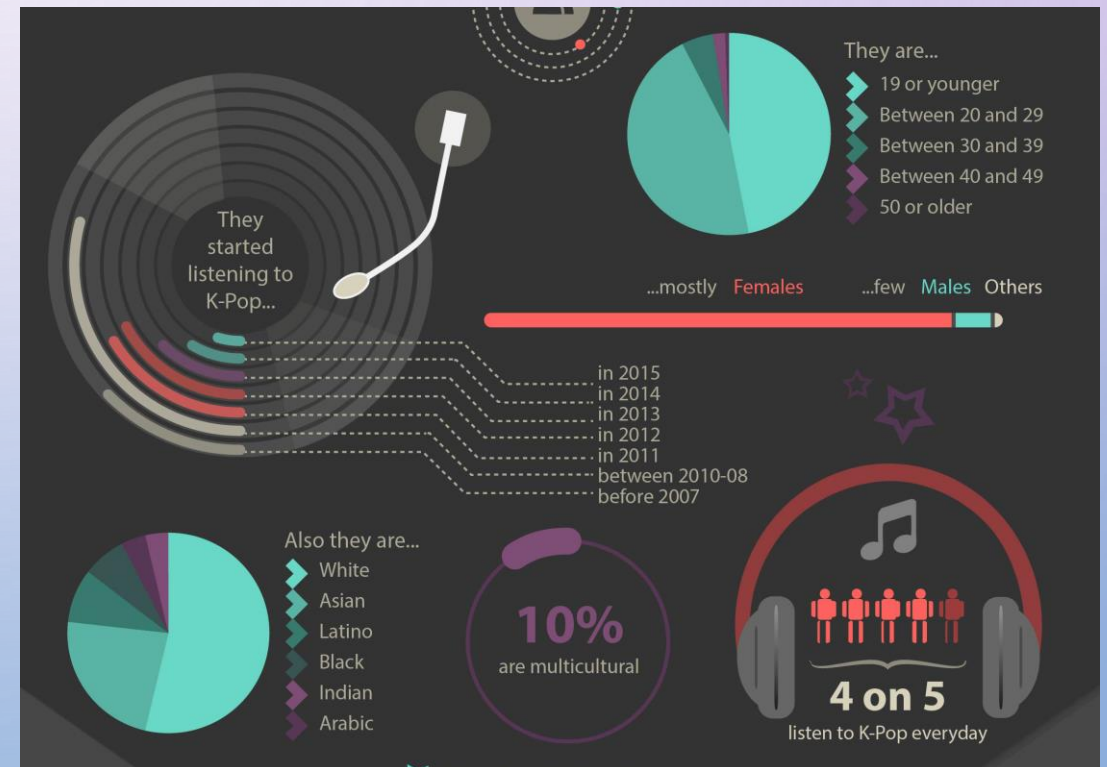 They are...
19 or younger
Between 20 and 29
Between 30 and 39
Between 40 and 49
50 or older
They
started
listening to
K-Pop...
...mostly Females ...few Males Others
in 2015
in 2014
in 2013
in 2012
in 2011
between 2010-08
before 2007
Also they are...
White
Asian
Latino
Black
Indian
Arabic
10%
are multicultural
4 on 5
listen to K-Pop everyday